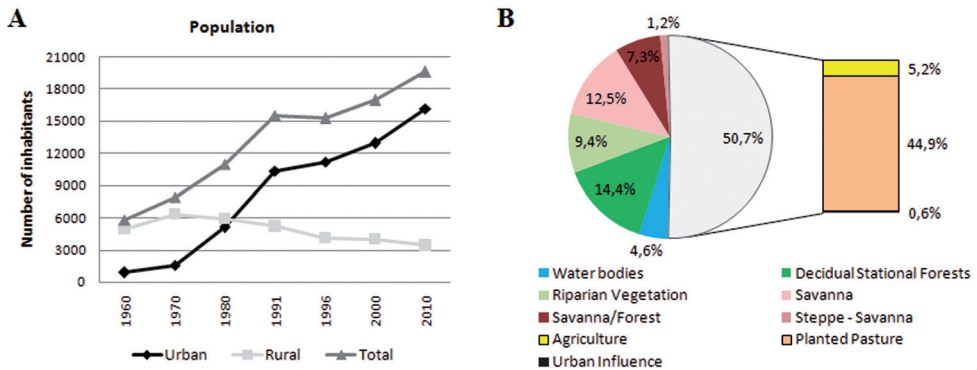 A
Population
Number of inhabitants
21000
18000
15000
12000
9000
6000
3000
0
1960
1970
1980
1991
1996
2000
2010
Urban
Rural
Total
B
1,2%
7,3%
12,5%
9,4%
14,4%
4,6%
50,7%
5,2%
44,9%
0,6%
Water bodies
Decidual Stational Forests
Riparian Vegetation
Savanna
Savanna/Forest
Steppe - Savanna
Agriculture
Planted Pasture
Urban Influence